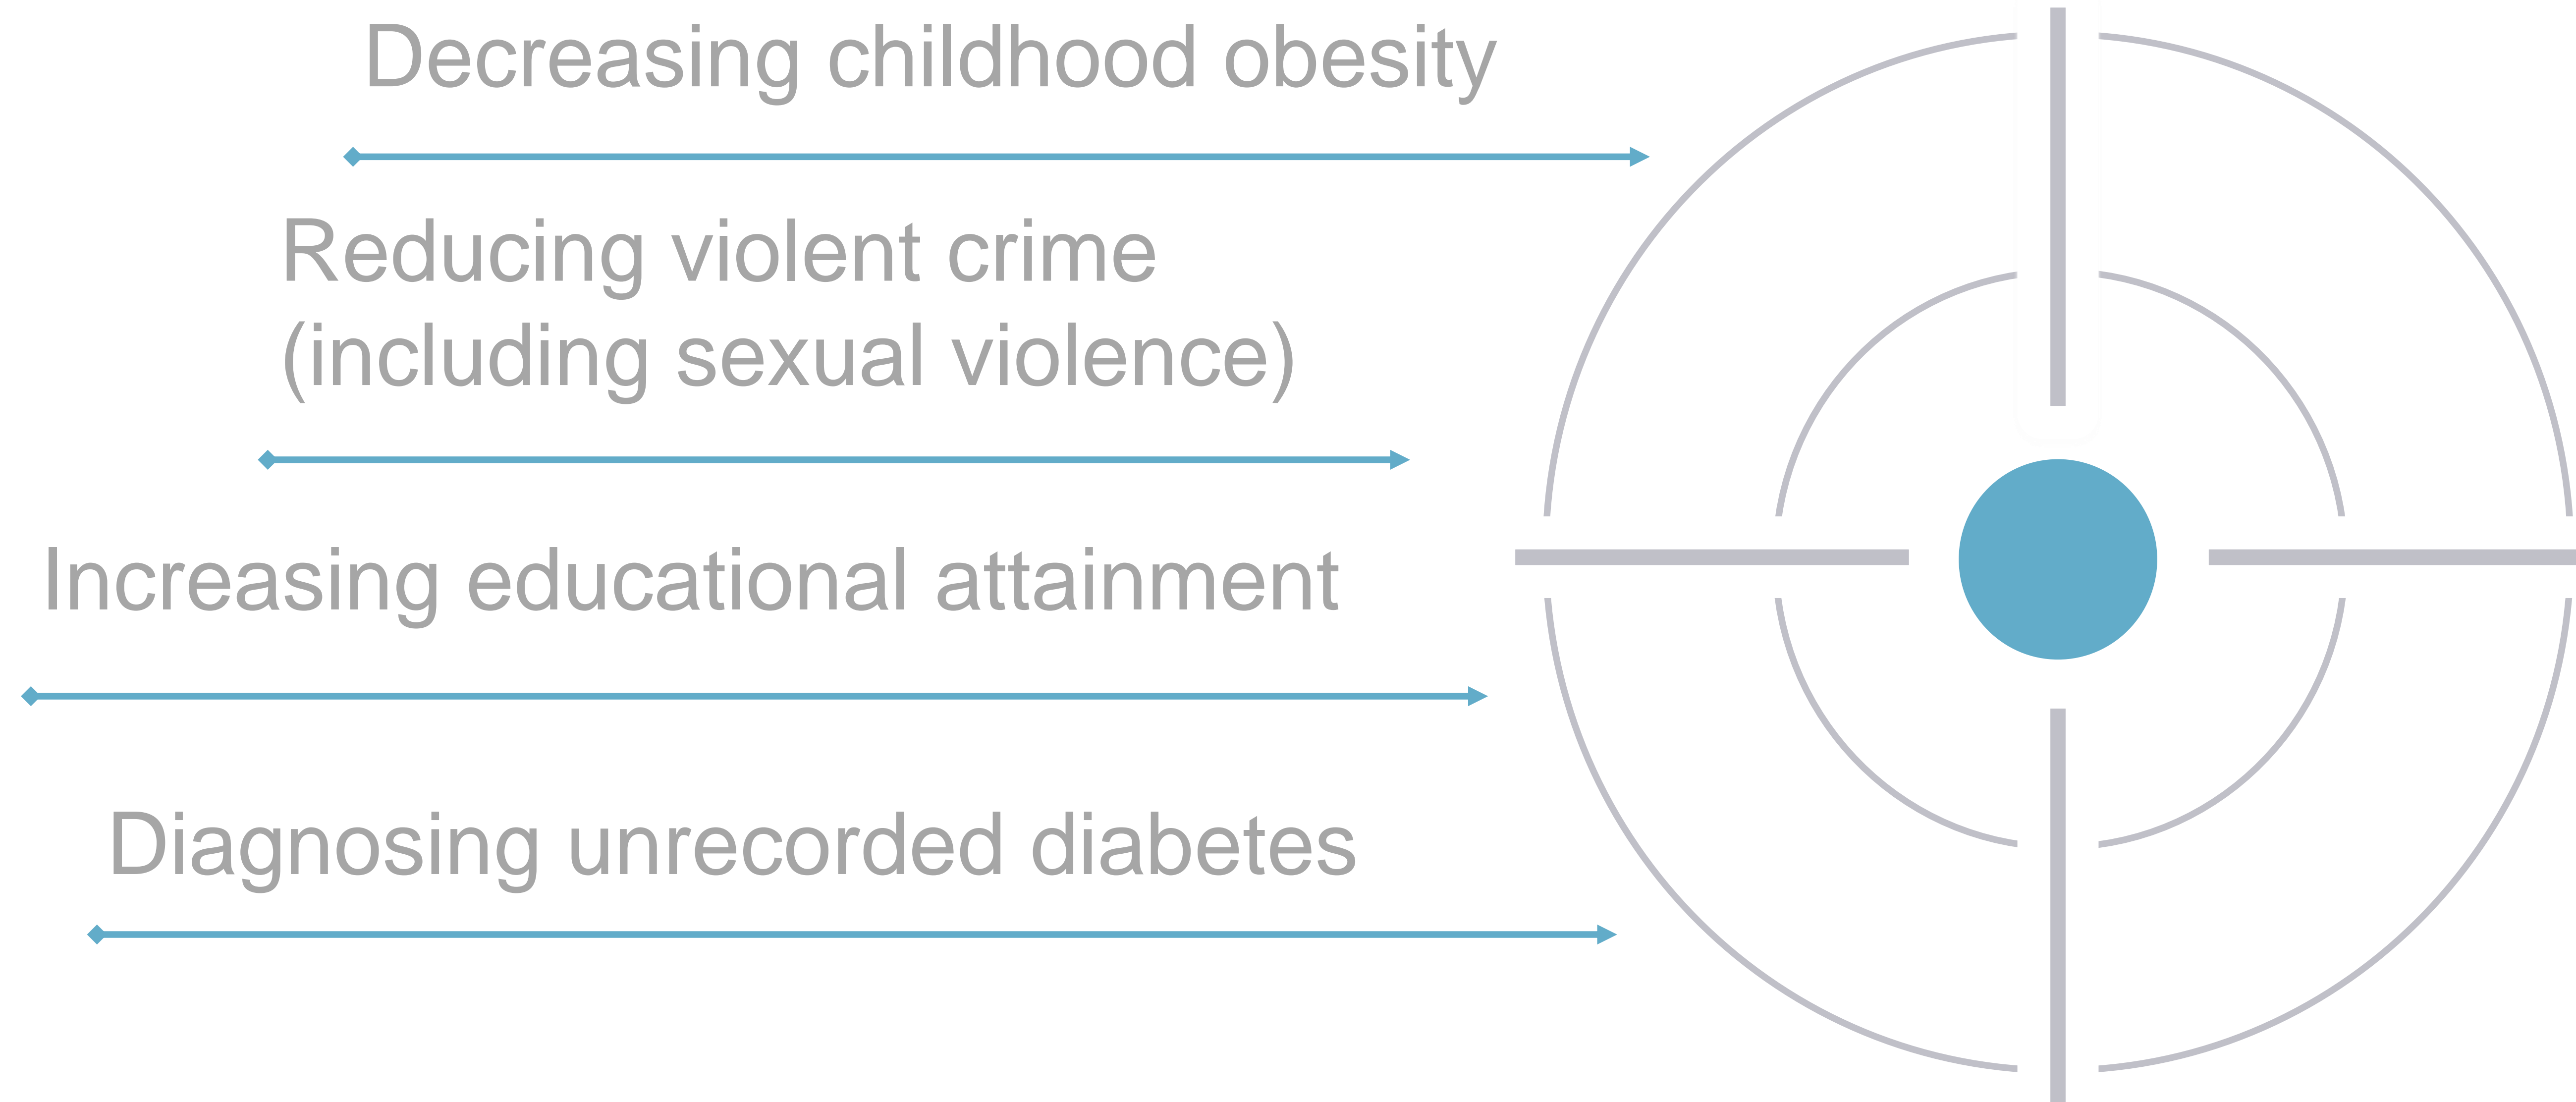 Decreasing childhood obesity
Reducing violent crime
(including sexual violence)
Increasing educational attainment
Diagnosing unrecorded diabetes